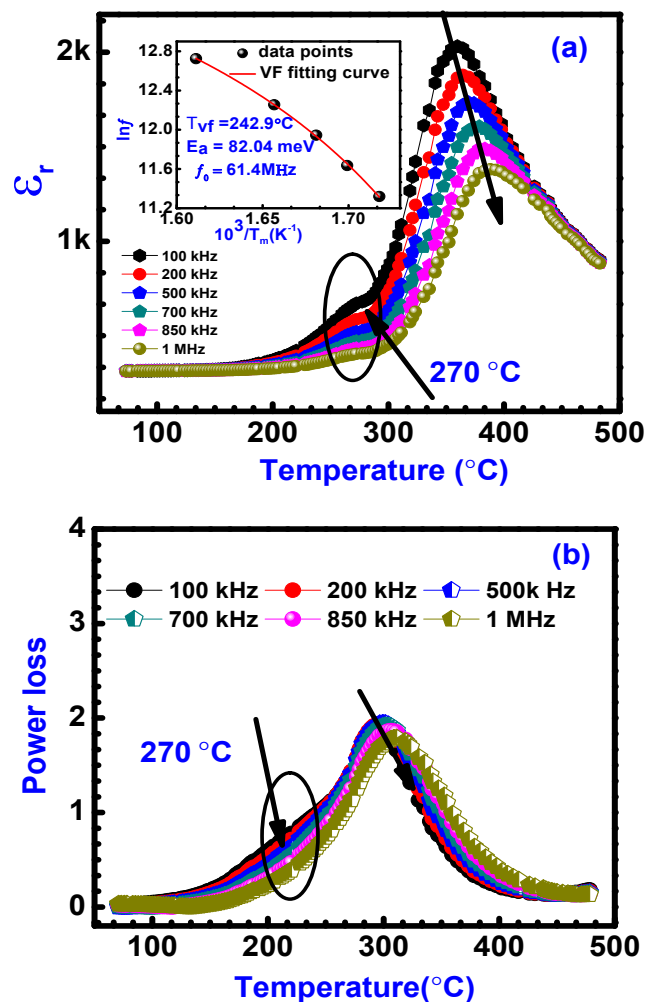 (a)
2k
1k
εr
12.8
12.4
12.0
11.6
11.2
lnf
data points
VF fitting curve
TVf =242.9°C
Ea = 82.04 meV
f0 = 61.4MHz
1.60 1.65 1.70
10^3/Tm(K^-1)
100 kHz
200 kHz
500 kHz
700 kHz
850 kHz
1 MHz
270 °C
100 200 300 400 500
Temperature (°C)
(b)
4
3
2
1
0
Power loss
100 kHz 200 kHz 500k Hz
700 kHz 850 kHz 1 MHz
270 °C
100 200 300 400 500
Temperature(°C)